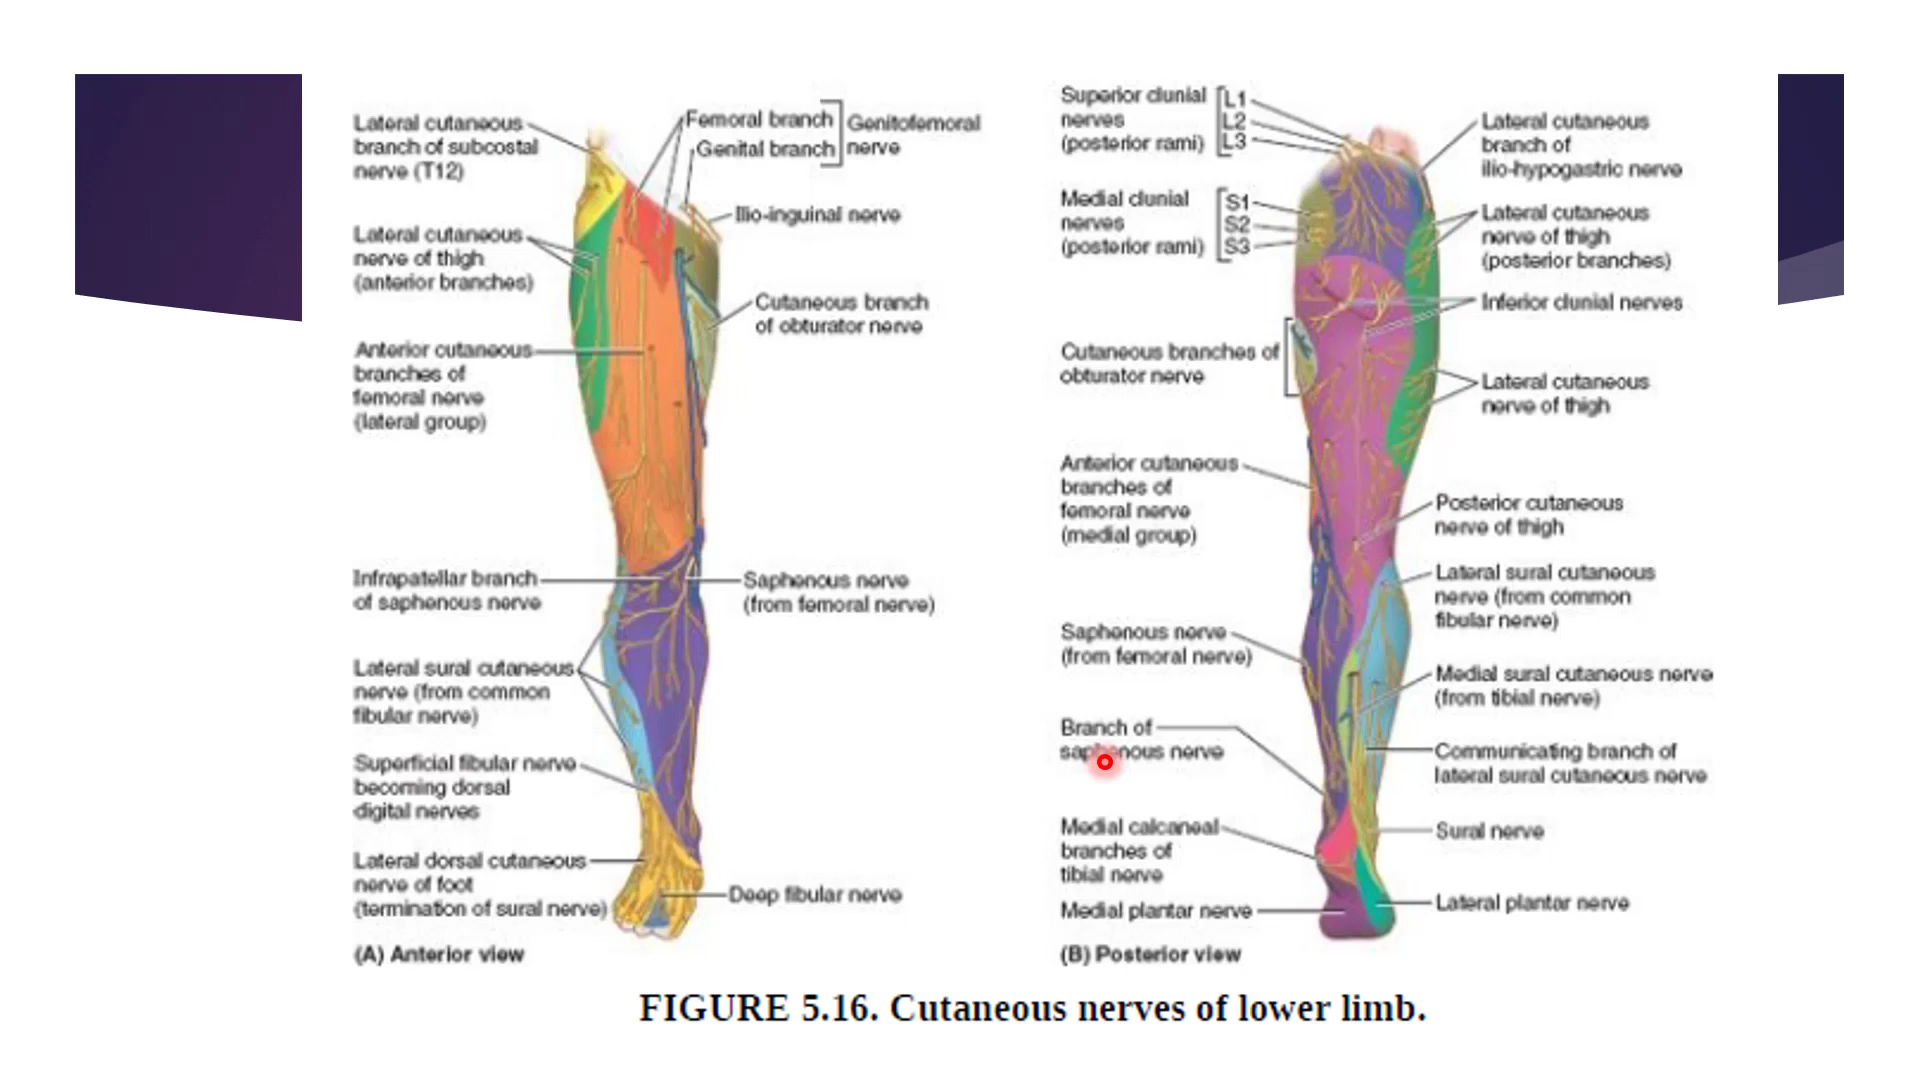 Lateral cutaneous
branch of subcostal
nerve (T12)
Femoral branch
Genital branch
Genitofemoral
nerve
Ilio-inguinal nerve
Lateral cutaneous
nerve of thigh
(anterior branches)
Cutaneous branch
of obturator nerve
Anterior cutaneous
branches of
femoral nerve
(lateral group)
Infrapatellar branch
of saphenous nerve
Saphenous nerve
(from femoral nerve)
Lateral sural cutaneous
nerve (from common
fibular nerve)
Superficial fibular nerve
becoming dorsal
digital nerves
Lateral dorsal cutaneous
nerve of foot
(termination of sural nerve)
Deep fibular nerve
(A) Anterior view
Superior clunial
nerves
(posterior rami)
L1
L2
L3
Lateral cutaneous
branch of
ilio-hypogastric nerve
Medial clunial
nerves
(posterior rami)
S1
S2
S3
Lateral cutaneous
nerve of thigh
(posterior branches)
Inferior clunial nerves
Cutaneous branches of
obturator nerve
Lateral cutaneous
nerve of thigh
Anterior cutaneous
branches of
femoral nerve
(medial group)
Posterior cutaneous
nerve of thigh
Lateral sural cutaneous
nerve (from common
fibular nerve)
Saphenous nerve
(from femoral nerve)
Medial sural cutaneous nerve
(from tibial nerve)
Branch of
saphenous nerve
Communicating branch of
lateral sural cutaneous nerve
Medial calcaneal
branches of
tibial nerve
Sural nerve
Medial plantar nerve
Lateral plantar nerve
(B) Posterior view
FIGURE 5.16. Cutaneous nerves of lower limb.